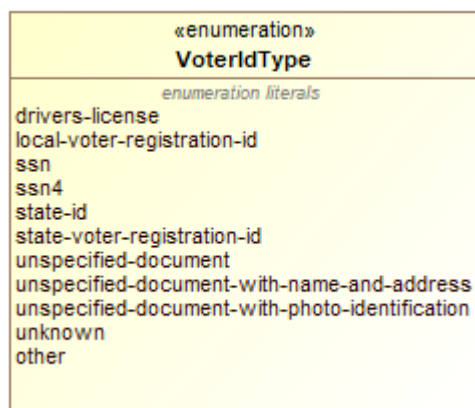 «enumeration»
VoterIdType
enumeration literals
drivers-license
local-voter-registration-id
ssn
ssn4
state-id
state-voter-registration-id
unspecified-document
unspecified-document-with-name-and-address
unspecified-document-with-photo-identification
unknown
other